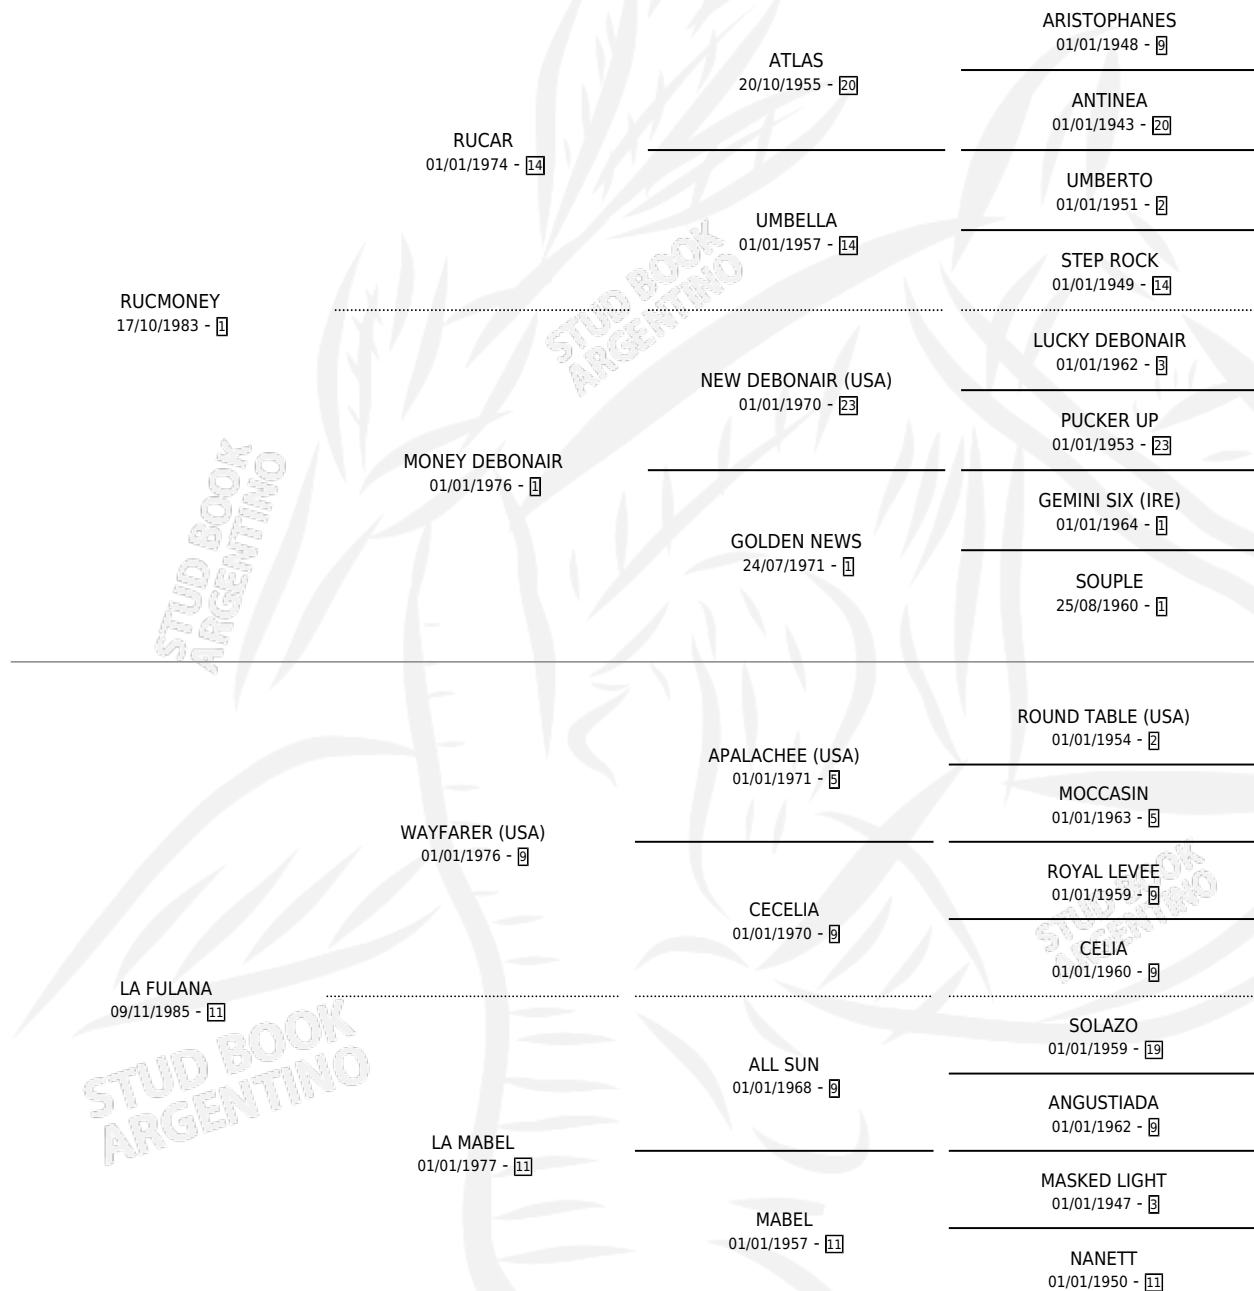 ARISTOPHANES
01/01/1948 - 9
ATLAS
20/10/1955 - 20
ANTINEA
01/01/1943 - 20
RUCAR
01/01/1974 - 14
UMBERTO
01/01/1951 - 2
UMBELLA
01/01/1957 - 14
STEP ROCK
01/01/1949 - 14
RUCMONEY
17/10/1983 - 1
LUCKY DEBONAIR
01/01/1962 - 3
NEW DEBONAIR (USA)
01/01/1970 - 23
PUCKER UP
01/01/1953 - 23
MONEY DEBONAIR
01/01/1976 - 1
GEMINI SIX (IRE)
01/01/1964 - 1
GOLDEN NEWS
24/07/1971 - 1
SOUPLE
25/08/1960 - 1
ROUND TABLE (USA)
01/01/1954 - 2
APALACHEE (USA)
01/01/1971 - 5
MOCCASIN
01/01/1963 - 5
WAYFARER (USA)
01/01/1976 - 9
ROYAL LEVEE
01/01/1959 - 9
CECELIA
01/01/1970 - 9
CELIA
01/01/1960 - 9
LA FULANA
09/11/1985 - 11
SOLAZO
01/01/1959 - 19
ALL SUN
01/01/1968 - 9
ANGUSTIADA
01/01/1962 - 9
LA MABEL
01/01/1977 - 11
MASKED LIGHT
01/01/1947 - 3
MABEL
01/01/1957 - 11
NANETT
01/01/1950 - 11
STUD BOOK
ARGENTINO
STUD BOOK
ARGENTINO
STUD BOOK
ARGENTINO
STUD BOOK
ARGENTINO